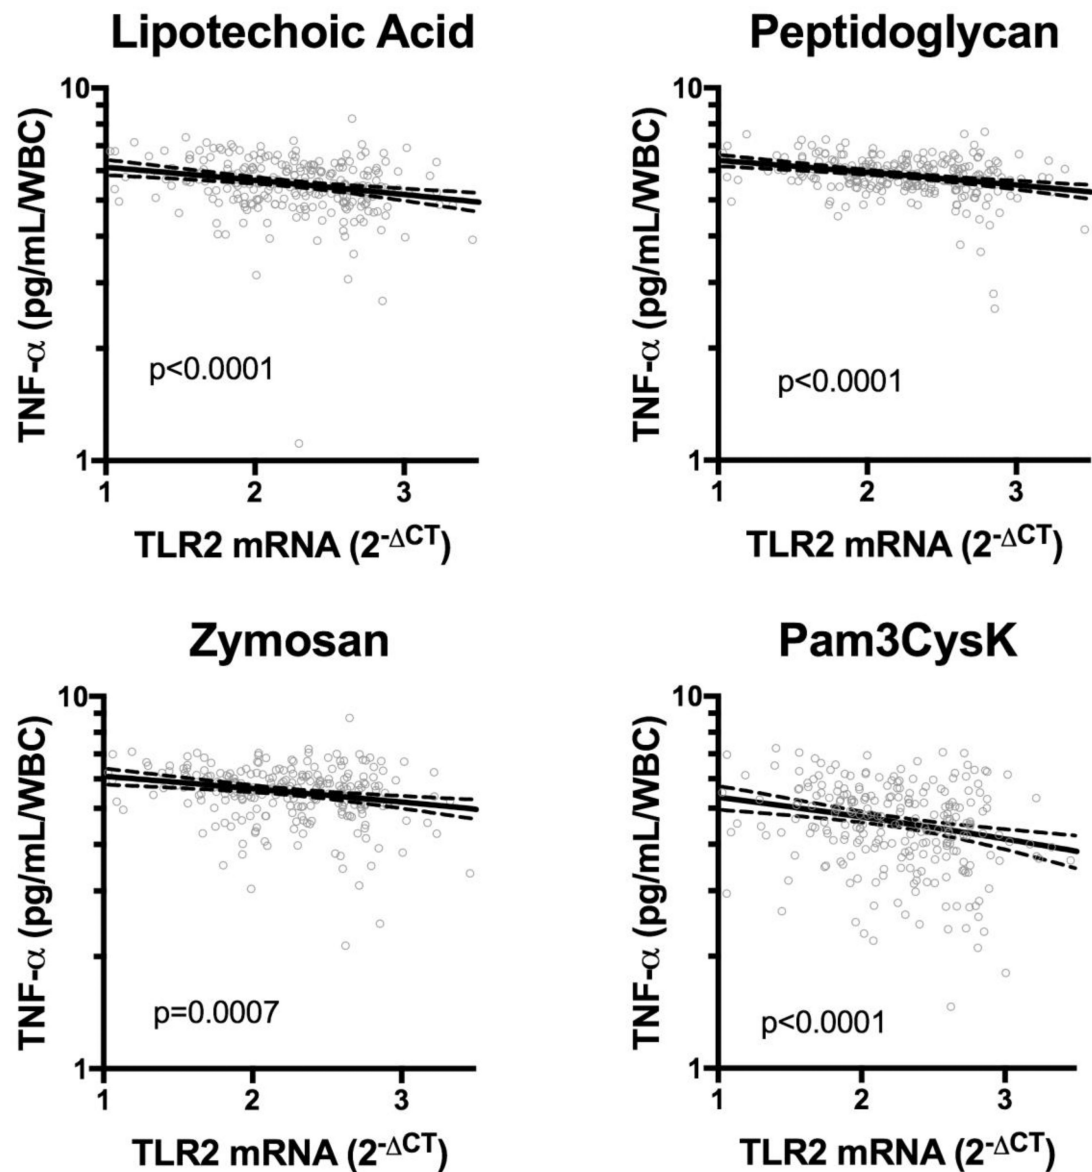 Lipotechoic Acid
10
TNF-α (pg/mL/WBC)
p<0.0001
1
1 2 3
TLR2 mRNA (2-ΔCT)
Peptidoglycan
10
TNF-α (pg/mL/WBC)
p<0.0001
1
1 2 3
TLR2 mRNA (2-ΔCT)
Zymosan
10
TNF-α (pg/mL/WBC)
p=0.0007
1
1 2 3
TLR2 mRNA (2-ΔCT)
Pam3CysK
10
TNF-α (pg/mL/WBC)
p<0.0001
1
1 2 3
TLR2 mRNA (2-ΔCT)